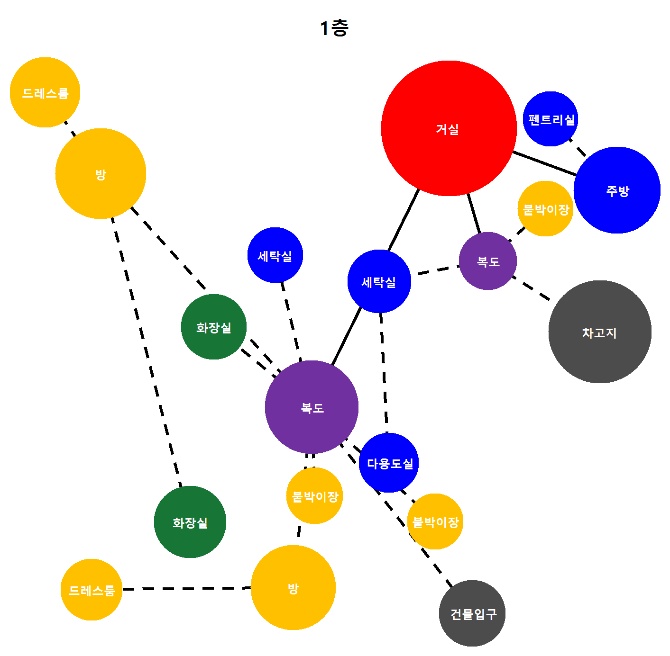 1층
드레스룸
방
거실
펜트리실
주방
붙박이장
세탁실
세탁실
복도
화장실
차고지
복도
다용도실
붙박이장
화장실
붙박이장
드레스룸
방
건물입구